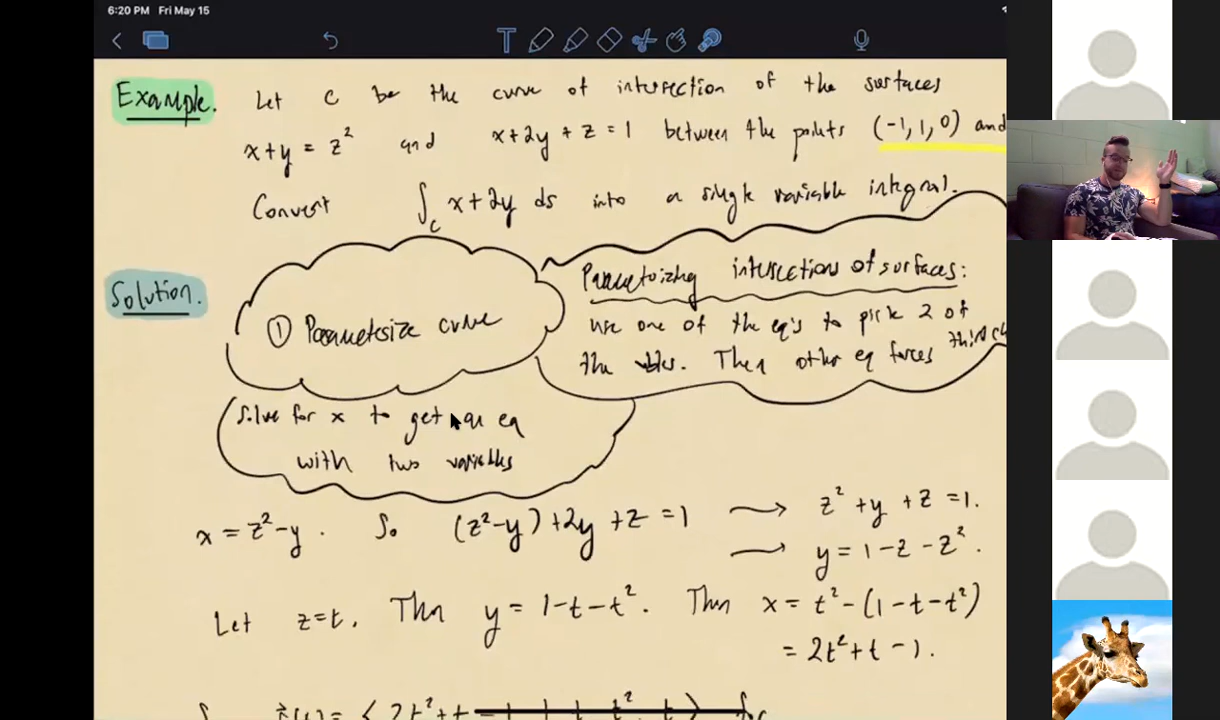 6:20 PM Fri May 15
Example. Let C be the curve of intersection of the surfaces
x+y = z² and x+2y+z=1 between the points (-1,1,0) and
Convert ∫_C x+2y ds into a single variable integral.
Solution.
① Parametrize curve
Parametrizing intersections of surfaces:
use one of the eq's to pick 2 of
the vbles. Then other eq forces third
Solve for x to get an eq
with two variables
x = z²-y. So (z²-y)+2y+z=1 → z²+y+z=1.
→ y=1-z-z².
Let z=t. Then y=1-t-t². Then x=t²-(1-t-t²)
= 2t²+t-1.